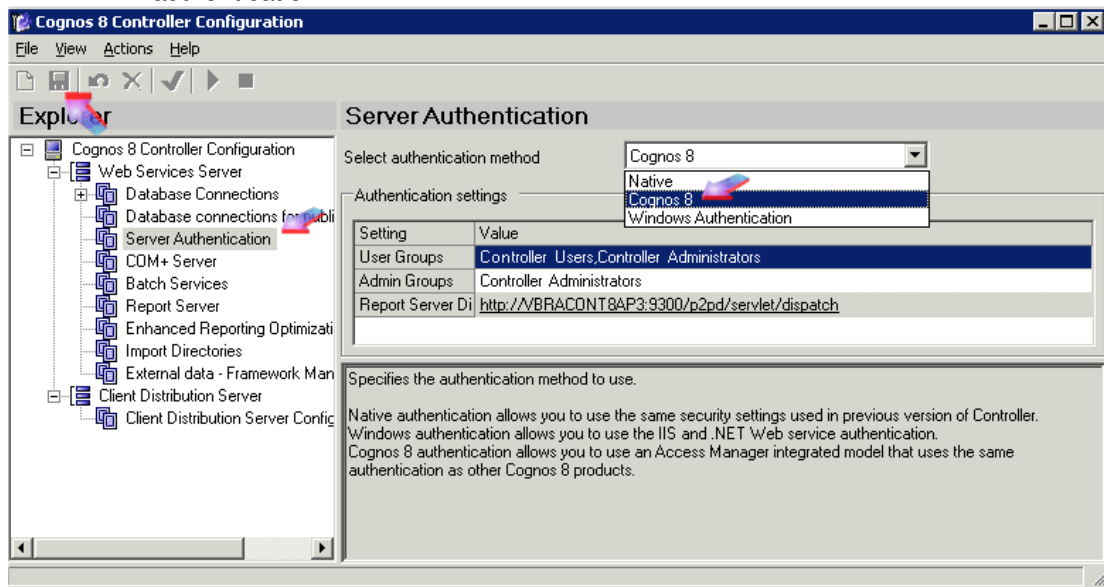 Cognos 8 Controller Configuration
File View Actions Help
Explorer
Server Authentication
Cognos 8 Controller Configuration
Web Services Server
Database Connections
Database connections for publi
Server Authentication
COM+ Server
Batch Services
Report Server
Enhanced Reporting Optimizati
Import Directories
External data - Framework Man
Client Distribution Server
Client Distribution Server Config
Select authentication method
Cognos 8
Native
Cognos 8
Windows Authentication
Authentication settings
Setting Value
User Groups Controller Users,Controller Administrators
Admin Groups Controller Administrators
Report Server Di http://VBRACONT8AP3:9300/p2pd/servlet/dispatch
Specifies the authentication method to use.
Native authentication allows you to use the same security settings used in previous version of Controller.
Windows authentication allows you to use the IIS and .NET Web service authentication.
Cognos 8 authentication allows you to use an Access Manager integrated model that uses the same
authentication as other Cognos 8 products.